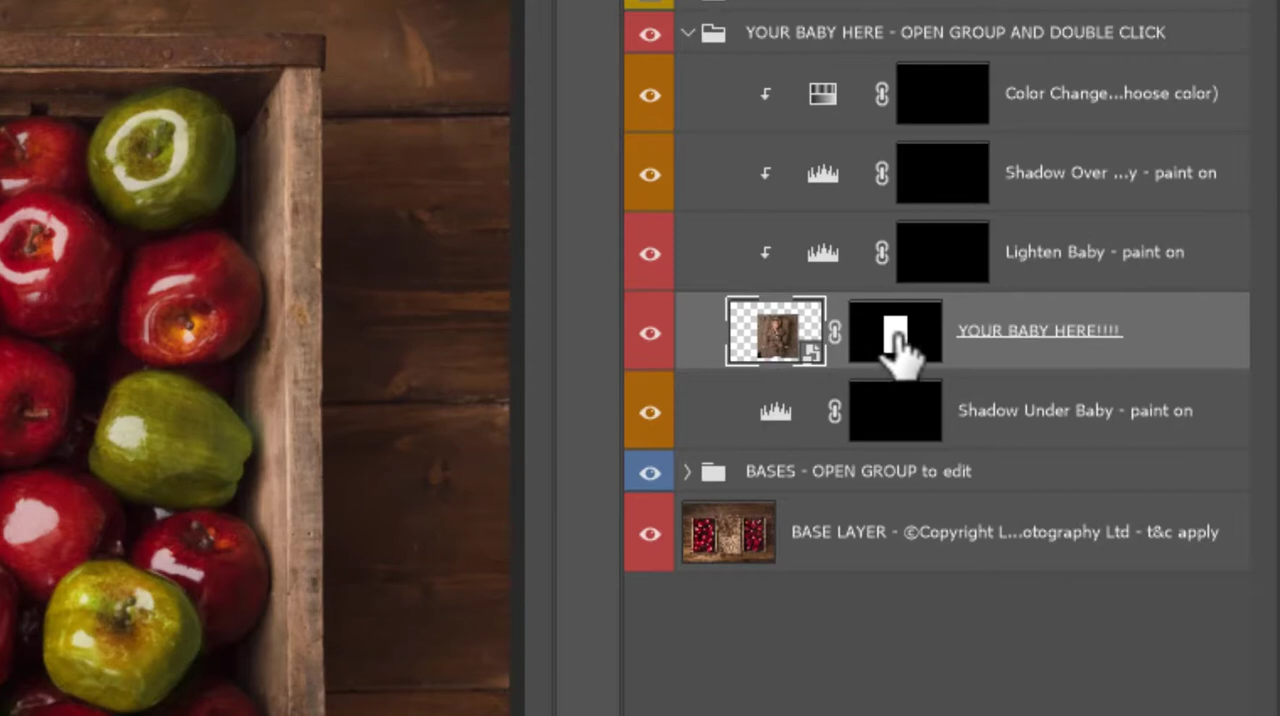 YOUR BABY HERE - OPEN GROUP AND DOUBLE CLICK
Color Change...hoose color)
Shadow Over ...y - paint on
Lighten Baby - paint on
YOUR BABY HERE!!!!
Shadow Under Baby - paint on
BASES - OPEN GROUP to edit
BASE LAYER - ©Copyright L...otography Ltd - t&c apply